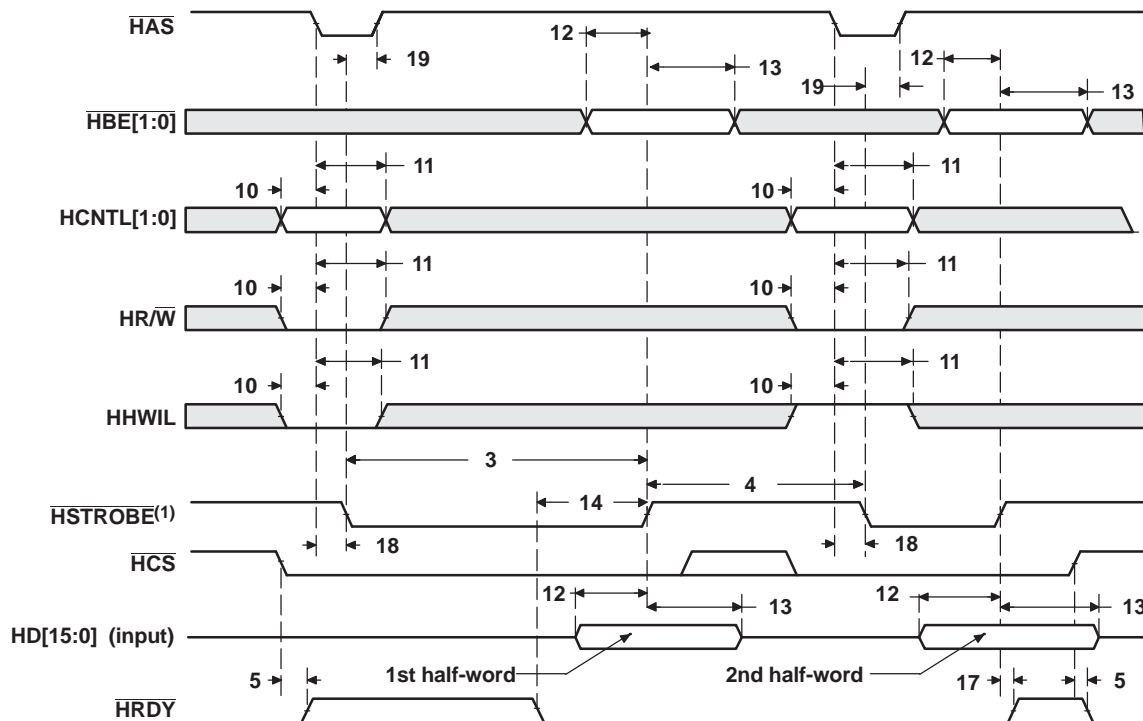 HAS
12
19
13
12
19
13
HBE[1:0]
11
11
10
10
HCNTL[1:0]
11
11
10
10
HR/W
11
11
10
10
HHWIL
3
4
14
HSTROBE(1)
18
18
HCS
12
12
13
13
HD[15:0] (input)
1st half-word
2nd half-word
5
17
5
HRDY